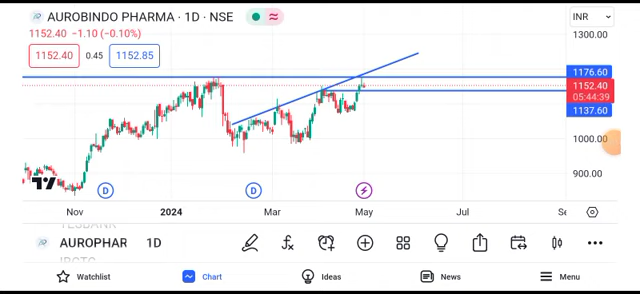 AUROBINDO PHARMA · 1D · NSE
INR
1152.40 −1.10 (−0.10%)
1300.00
1152.40 0.45 1152.85
1176.60
1152.40
05:44:39
1137.60
1000.00
900.00
D D
Nov 2024 Mar May Jul Se
YESBANK
AUROPHAR 1D
IRCTC
Watchlist Chart Ideas News Menu